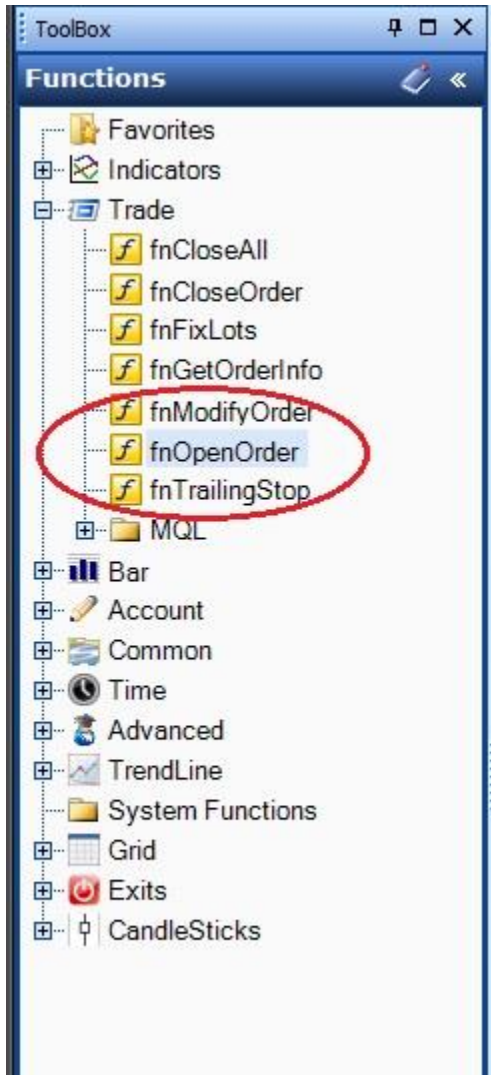 ToolBox
Functions
Favorites
Indicators
Trade
fnCloseAll
fnCloseOrder
fnFixLots
fnGetOrderInfo
fnModifyOrder
fnOpenOrder
fnTrailingStop
MQL
Bar
Account
Common
Time
Advanced
TrendLine
System Functions
Grid
Exits
CandleSticks